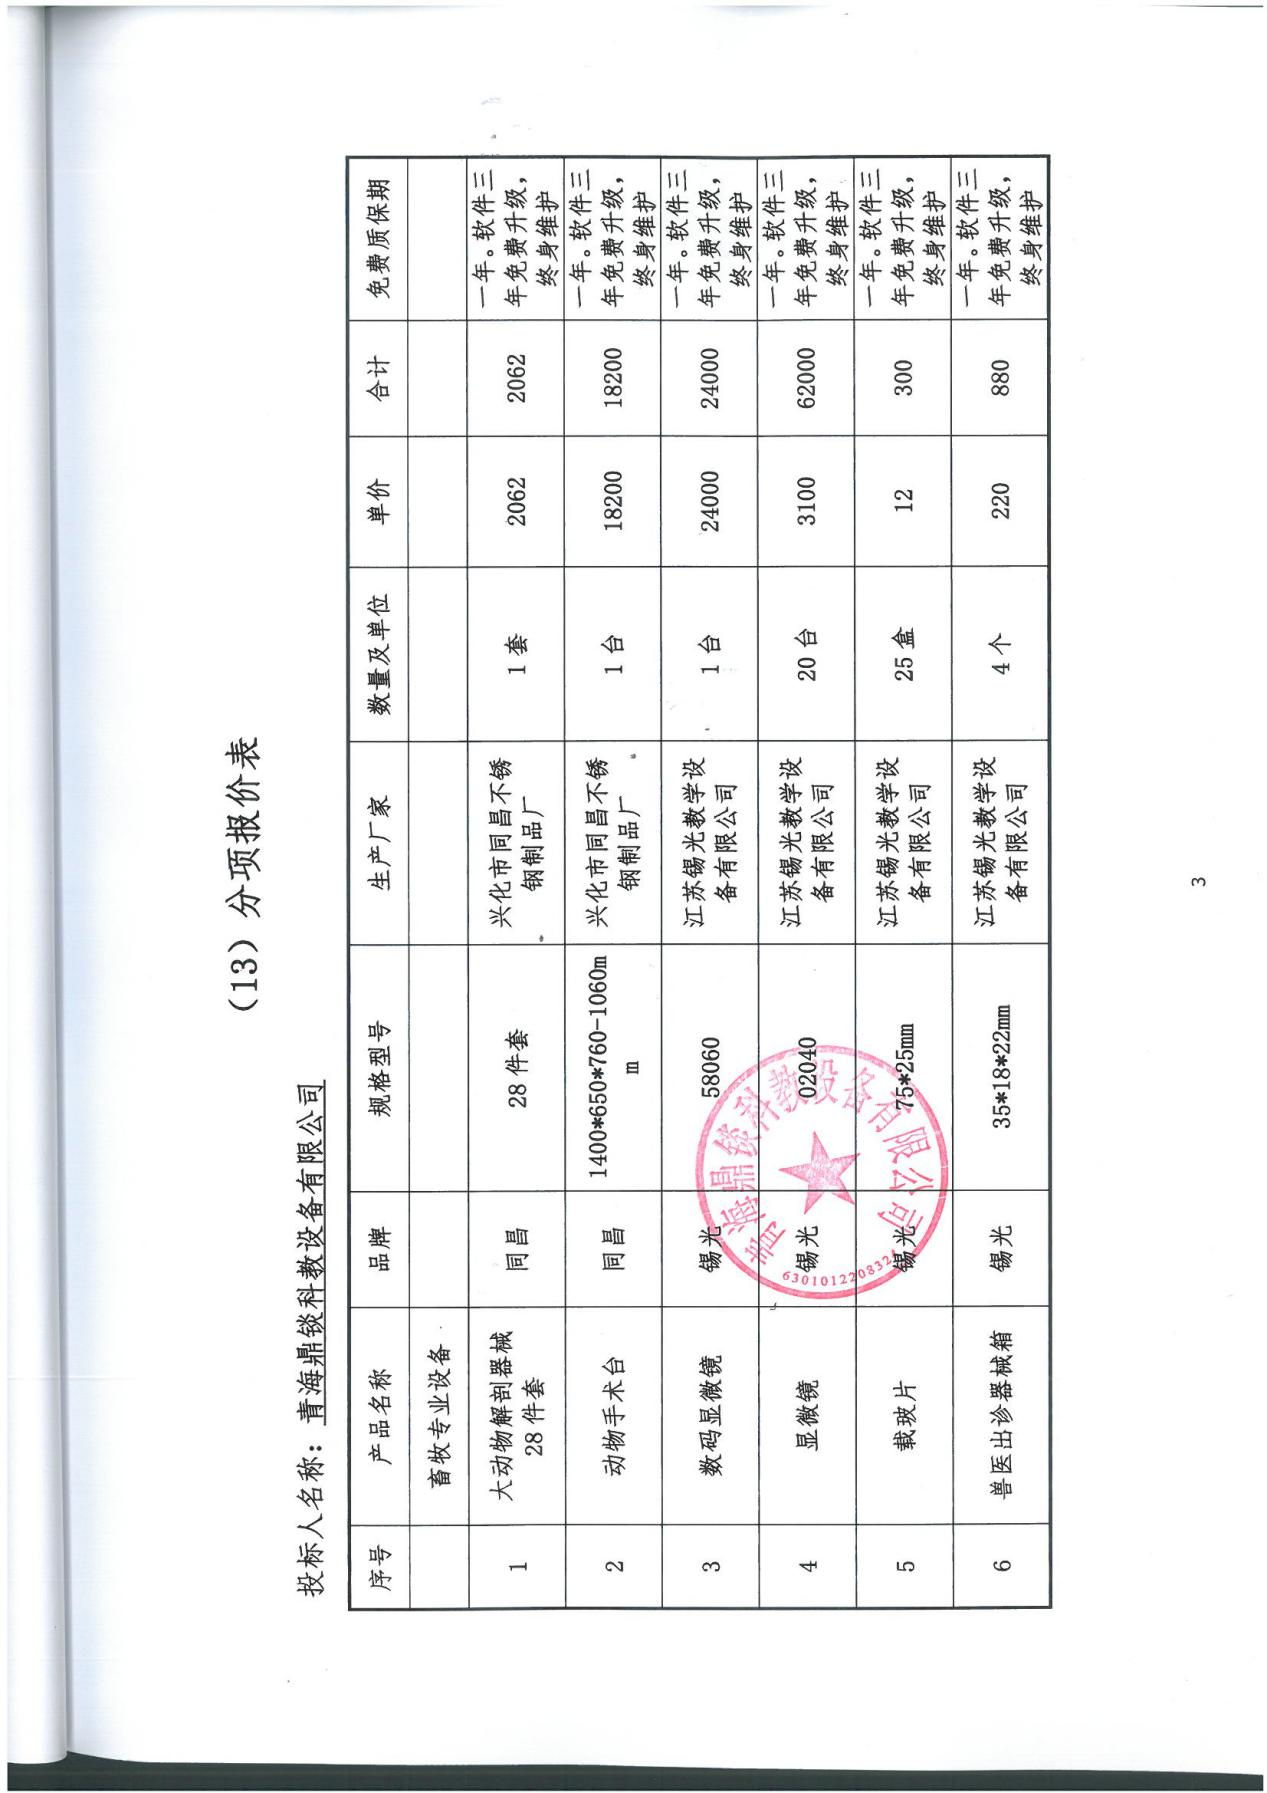 （13）分项报价表
投标人名称：青海鼎锬科教设备有限公司
序号 产品名称 品牌 规格型号 生产厂家 数量及单位 单价 合计 免费质保期
畜牧专业设备
1 大动物解剖器械28件套 同昌 28件套 兴化市同昌不锈钢制品厂 1套 2062 2062 一年。软件三年免费升级，终身维护
2 动物手术台 同昌 1400*650*760-1060mm 兴化市同昌不锈钢制品厂 1台 18200 18200 一年。软件三年免费升级，终身维护
3 数码显微镜 锡光 58060 江苏锡光教学设备有限公司 1台 24000 24000 一年。软件三年免费升级，终身维护
4 显微镜 锡光 02040 江苏锡光教学设备有限公司 20台 3100 62000 一年。软件三年免费升级，终身维护
5 载玻片 锡光 75*25mm 江苏锡光教学设备有限公司 25盒 12 300 一年。软件三年免费升级，终身维护
6 兽医出诊器械箱 锡光 35*18*22mm 江苏锡光教学设备有限公司 4个 220 880 一年。软件三年免费升级，终身维护
青海鼎锬科教设备有限公司
6301012208324
3